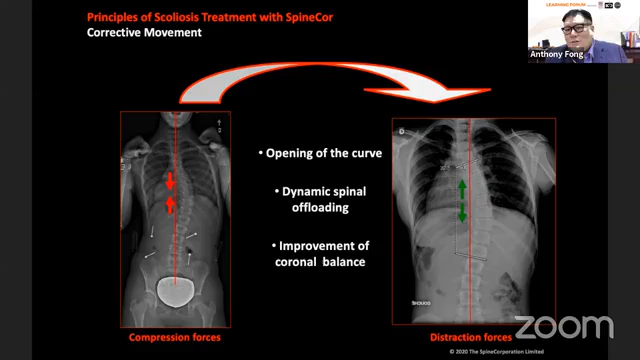 Principles of Scoliosis Treatment with SpineCor
Corrective Movement
LEARNING FORUM
Anthony Fong
• Opening of the curve
• Dynamic spinal
offloading
• Improvement of
coronal balance
Compression forces
Distraction forces
zoom
© 2020 The SpineCorporation Limited